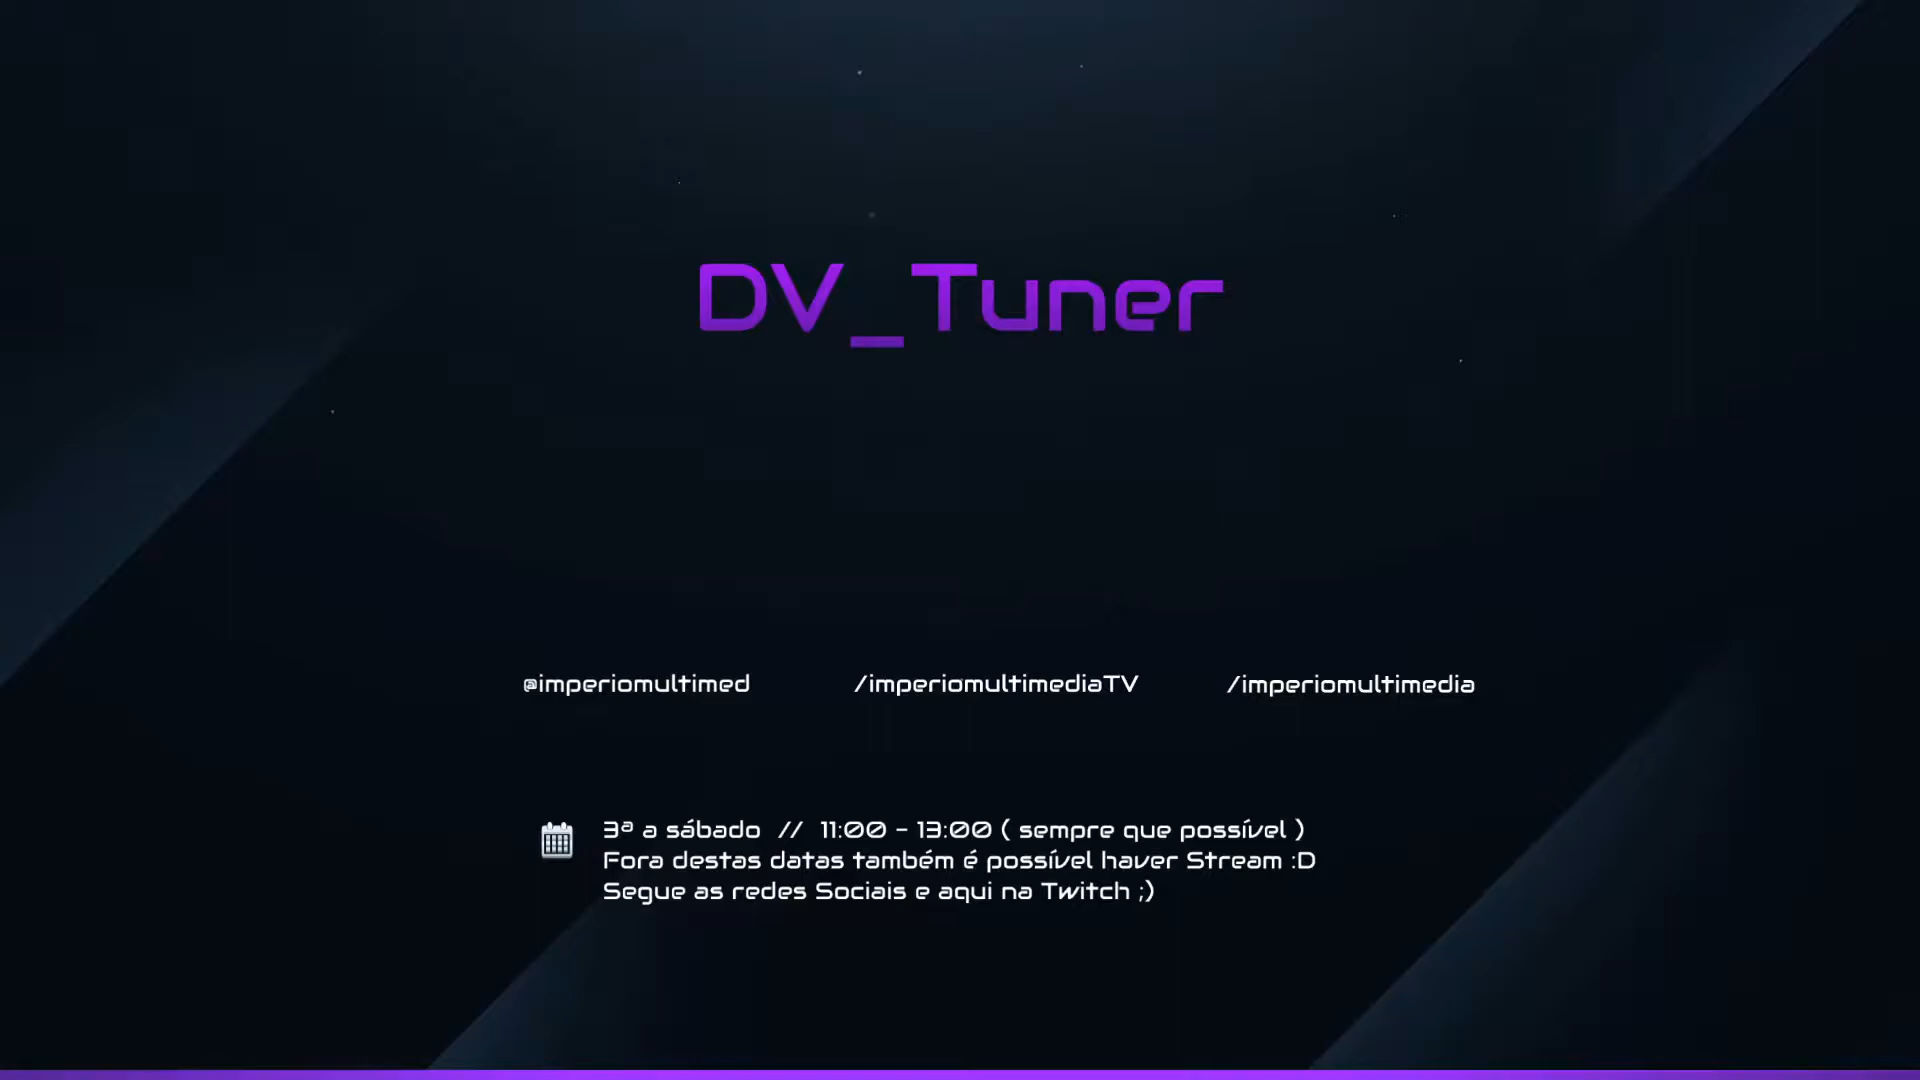 DV_Tuner
@imperiomultimed /imperiomultimediaTV /imperiomultimedia
3ª a sábado // 11:00 - 13:00 ( sempre que possível )
Fora destas datas também é possível haver Stream :D
Segue as redes Sociais e aqui na Twitch ;)